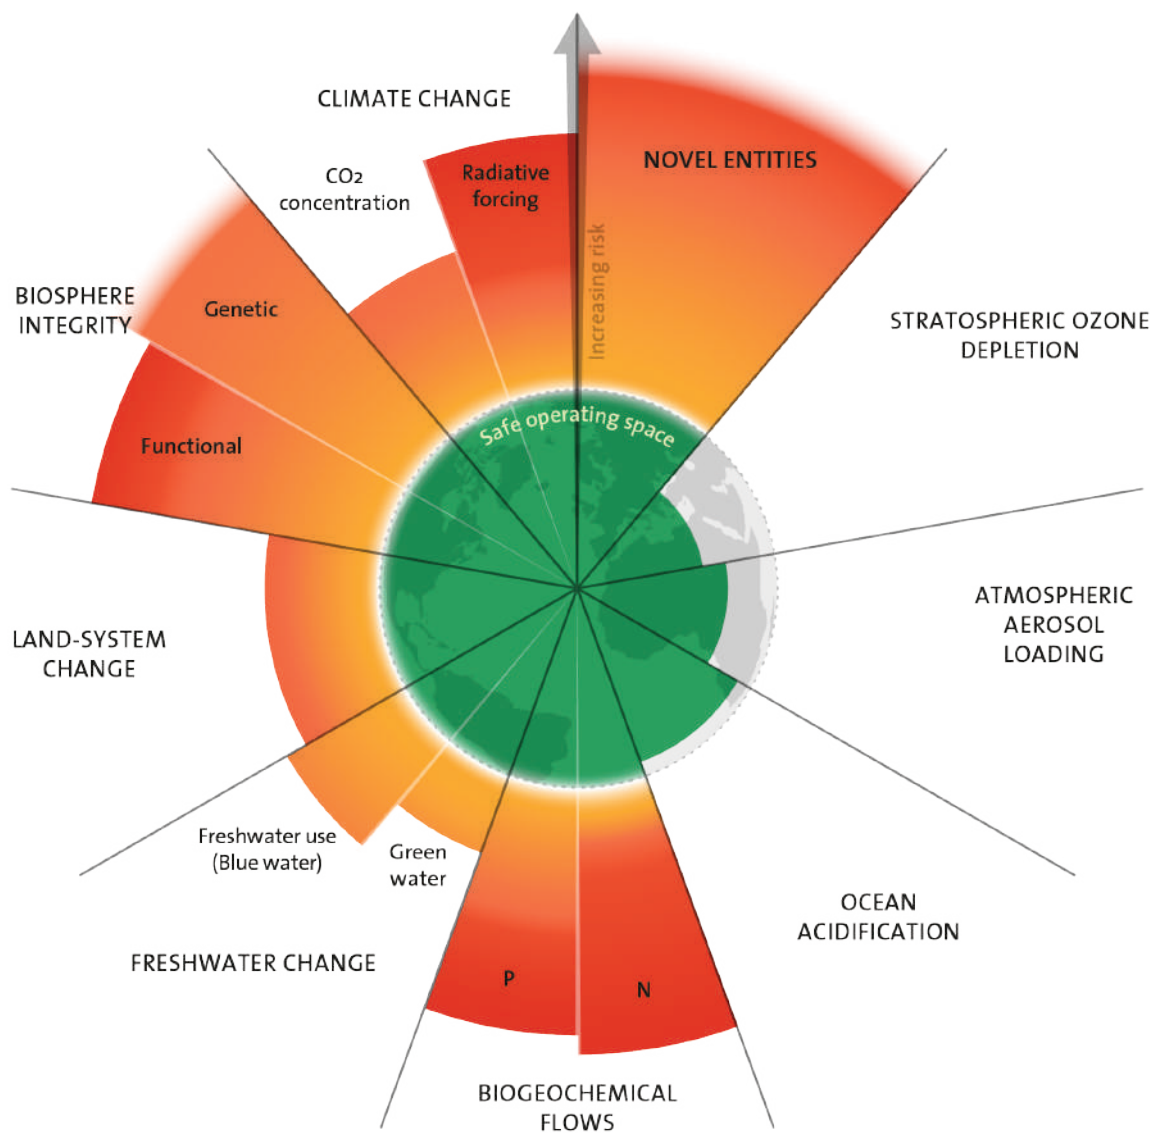 CLIMATE CHANGE
CO2
concentration
Radiative
forcing
NOVEL ENTITIES
Increasing risk
BIOSPHERE
INTEGRITY
Genetic
Functional
STRATOSPHERIC OZONE
DEPLETION
Safe operating space
LAND-SYSTEM
CHANGE
ATMOSPHERIC
AEROSOL
LOADING
Freshwater use
(Blue water)
Green
water
FRESHWATER CHANGE
P
N
OCEAN
ACIDIFICATION
BIOGEOCHEMICAL
FLOWS